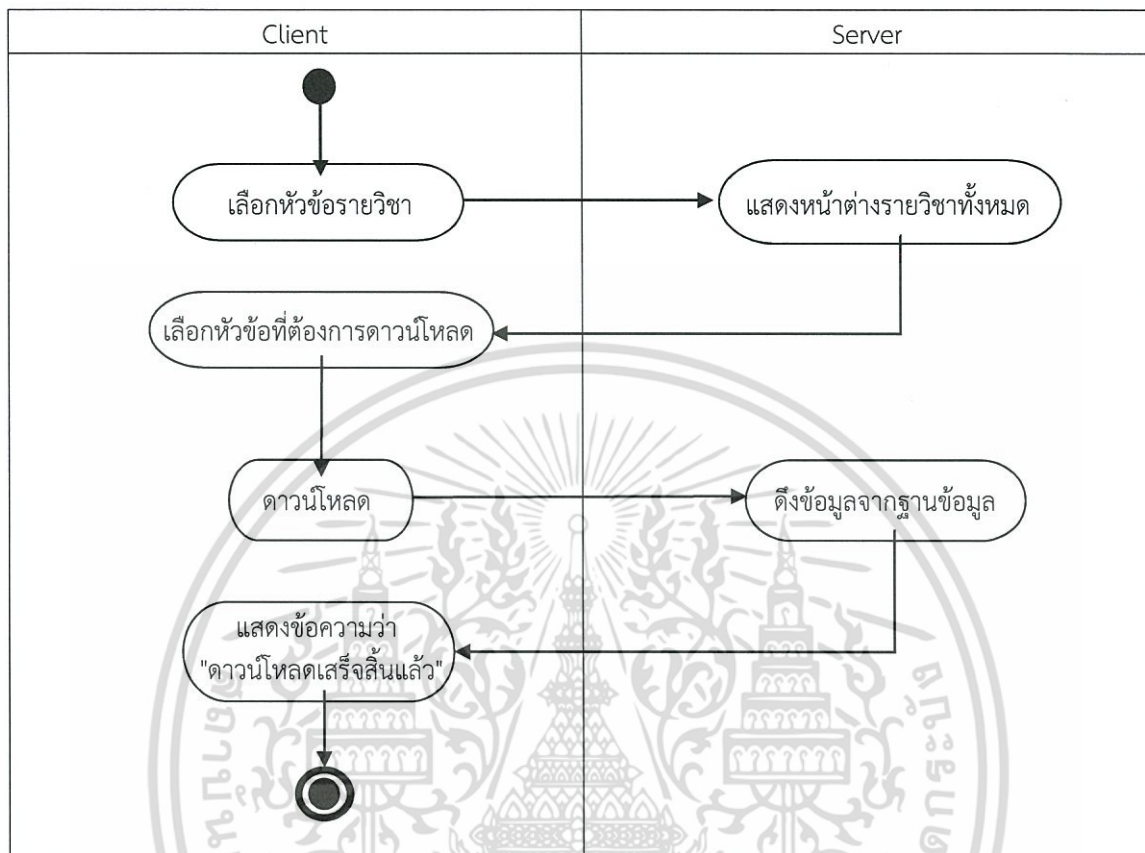 Client
Server
เลือกหัวข้อรายวิชา
แสดงหน้าต่างรายวิชาทั้งหมด
เลือกหัวข้อที่ต้องการดาวน์โหลด
ดาวน์โหลด
ดึงข้อมูลจากฐานข้อมูล
แสดงข้อความว่า
"ดาวน์โหลดเสร็จสิ้นแล้ว"